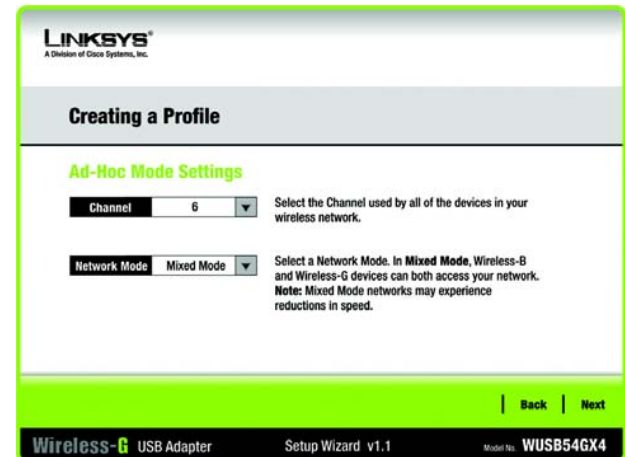 LINKSYS®
A Division of Cisco Systems, Inc.
Creating a Profile
Ad-Hoc Mode Settings
Channel 6
Select the Channel used by all of the devices in your
wireless network.
Network Mode Mixed Mode
Select a Network Mode. In Mixed Mode, Wireless-B
and Wireless-G devices can both access your network.
Note: Mixed Mode networks may experience
reductions in speed.
Back Next
Wireless-G USB Adapter Setup Wizard v1.1 Model No. WUSB54GX4